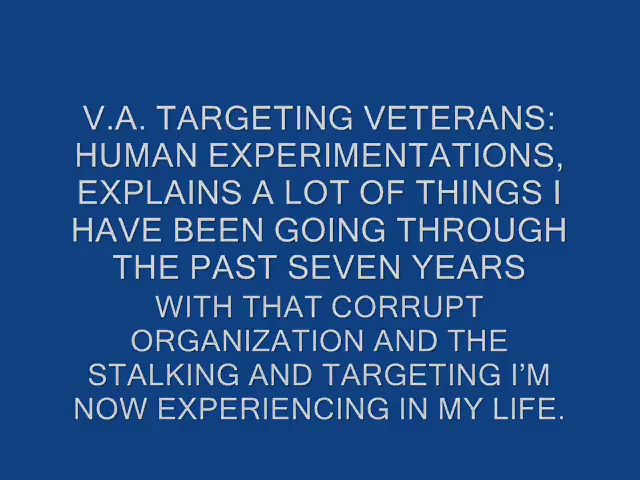 V.A. TARGETING VETERANS:
HUMAN EXPERIMENTATIONS,
EXPLAINS A LOT OF THINGS I
HAVE BEEN GOING THROUGH
THE PAST SEVEN YEARS
WITH THAT CORRUPT
ORGANIZATION AND THE
STALKING AND TARGETING I’M
NOW EXPERIENCING IN MY LIFE.